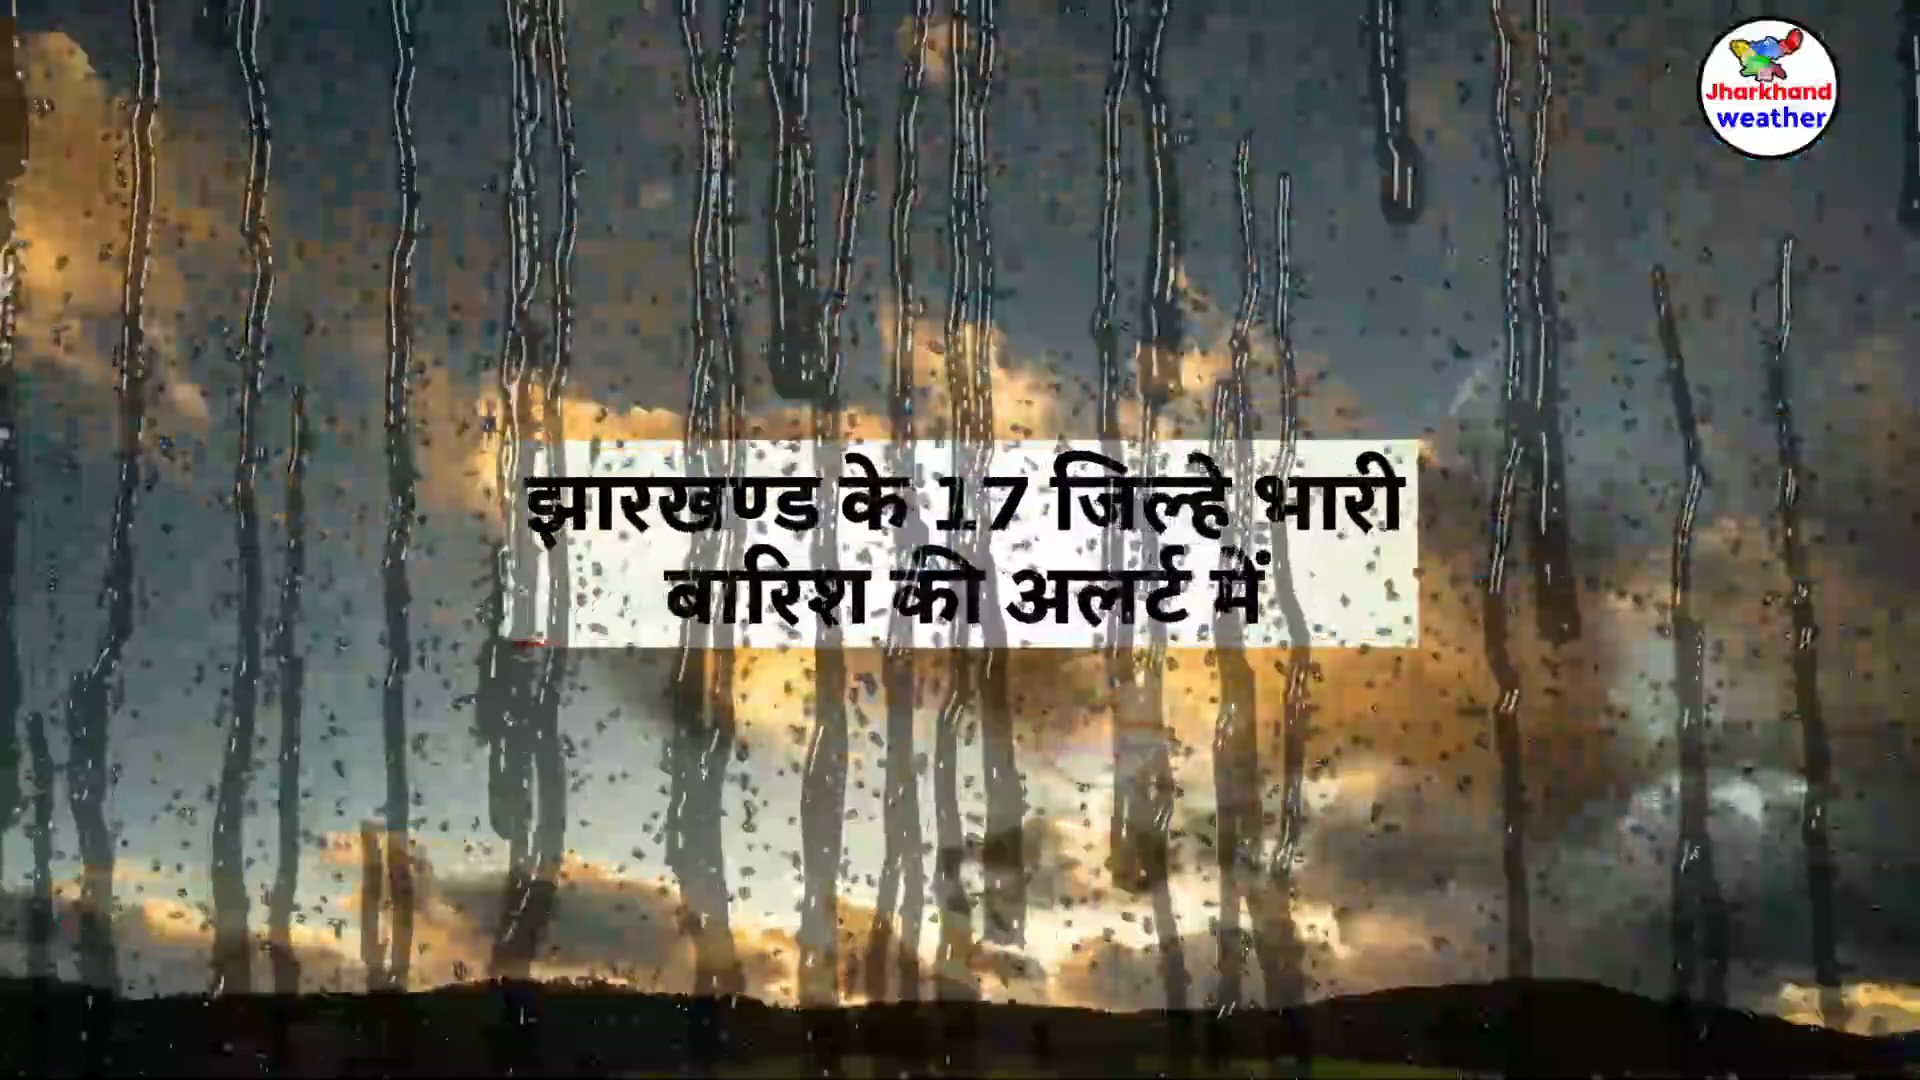 Jharkhand
weather
झारखण्ड के 17 जिल्हे भारी
बारिश की अलर्ट में